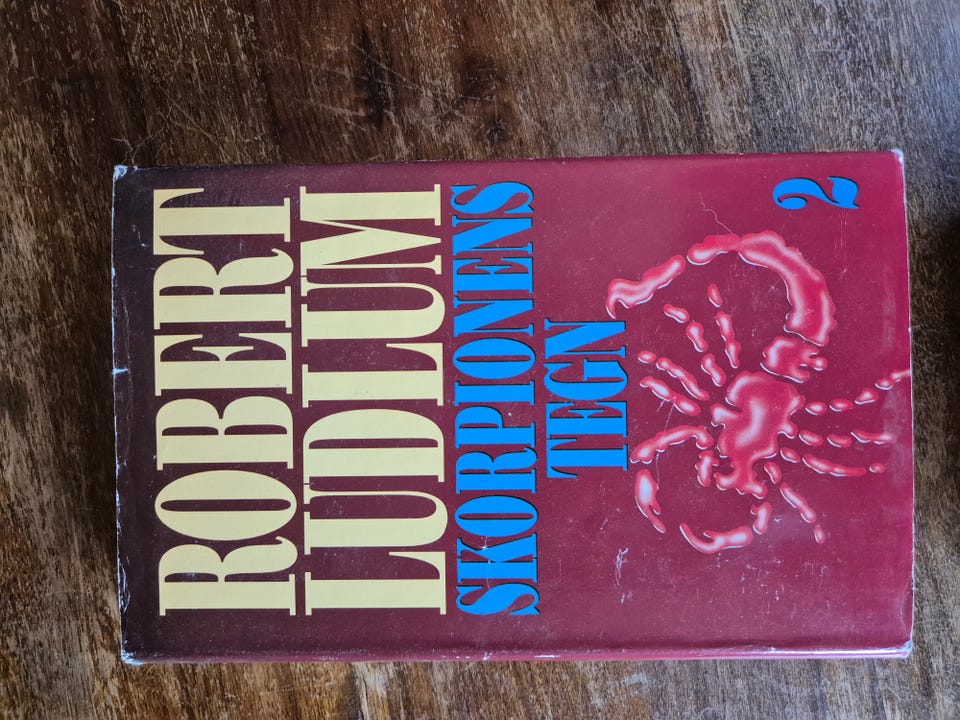 ROBERT
LUDLUM
SKORPIONENS
TEGN
2